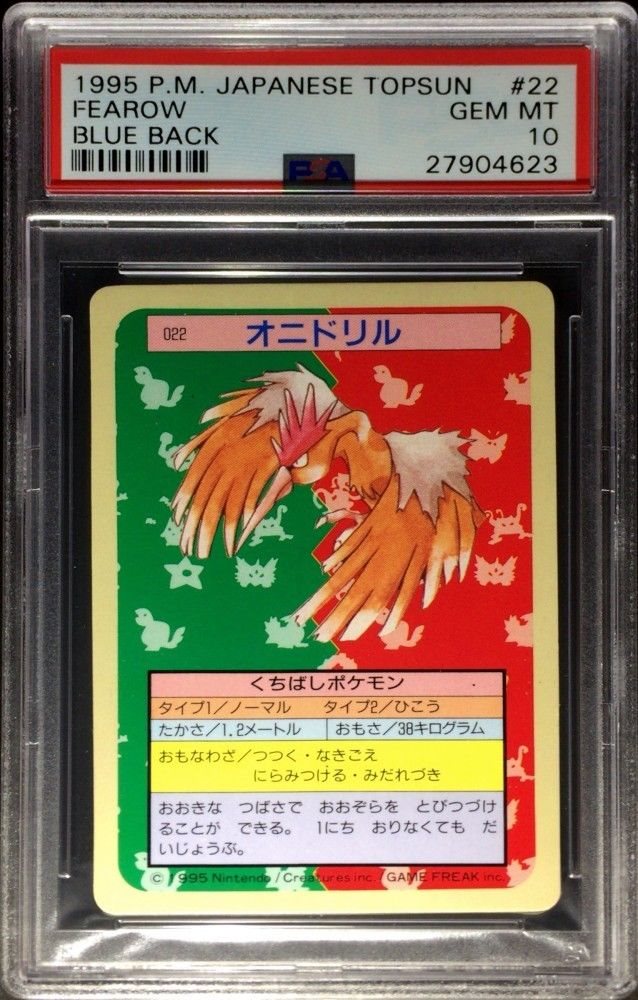 1995 P.M. JAPANESE TOPSUN #22
FEAROW GEM MT
BLUE BACK 10
27904623
PSA
022 オニドリル
くちばしポケモン
タイプ1/ノーマル タイプ2/ひこう
たかさ/1.2メートル おもさ/38キログラム
おもなわざ/つつく・なきごえ
にらみつける・みだれづき
おおきな つばさで おおぞらを とびつづけ
ることが できる。 1にち おりなくても だ
いじょうぶ。
© 1995 Nintendo/Creatures inc./GAME FREAK inc.